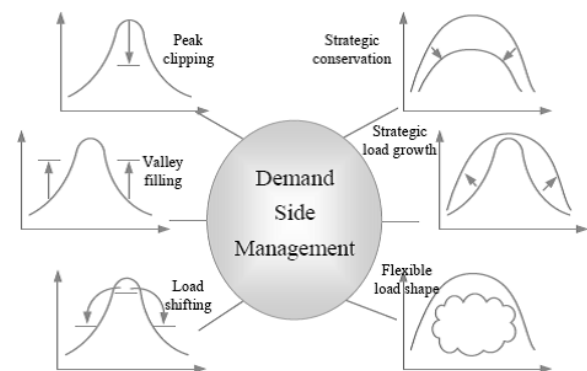 Peak
clipping
Strategic
conservation
Valley
filling
Demand
Side
Management
Strategic
load growth
Load
shifting
Flexible
load shape